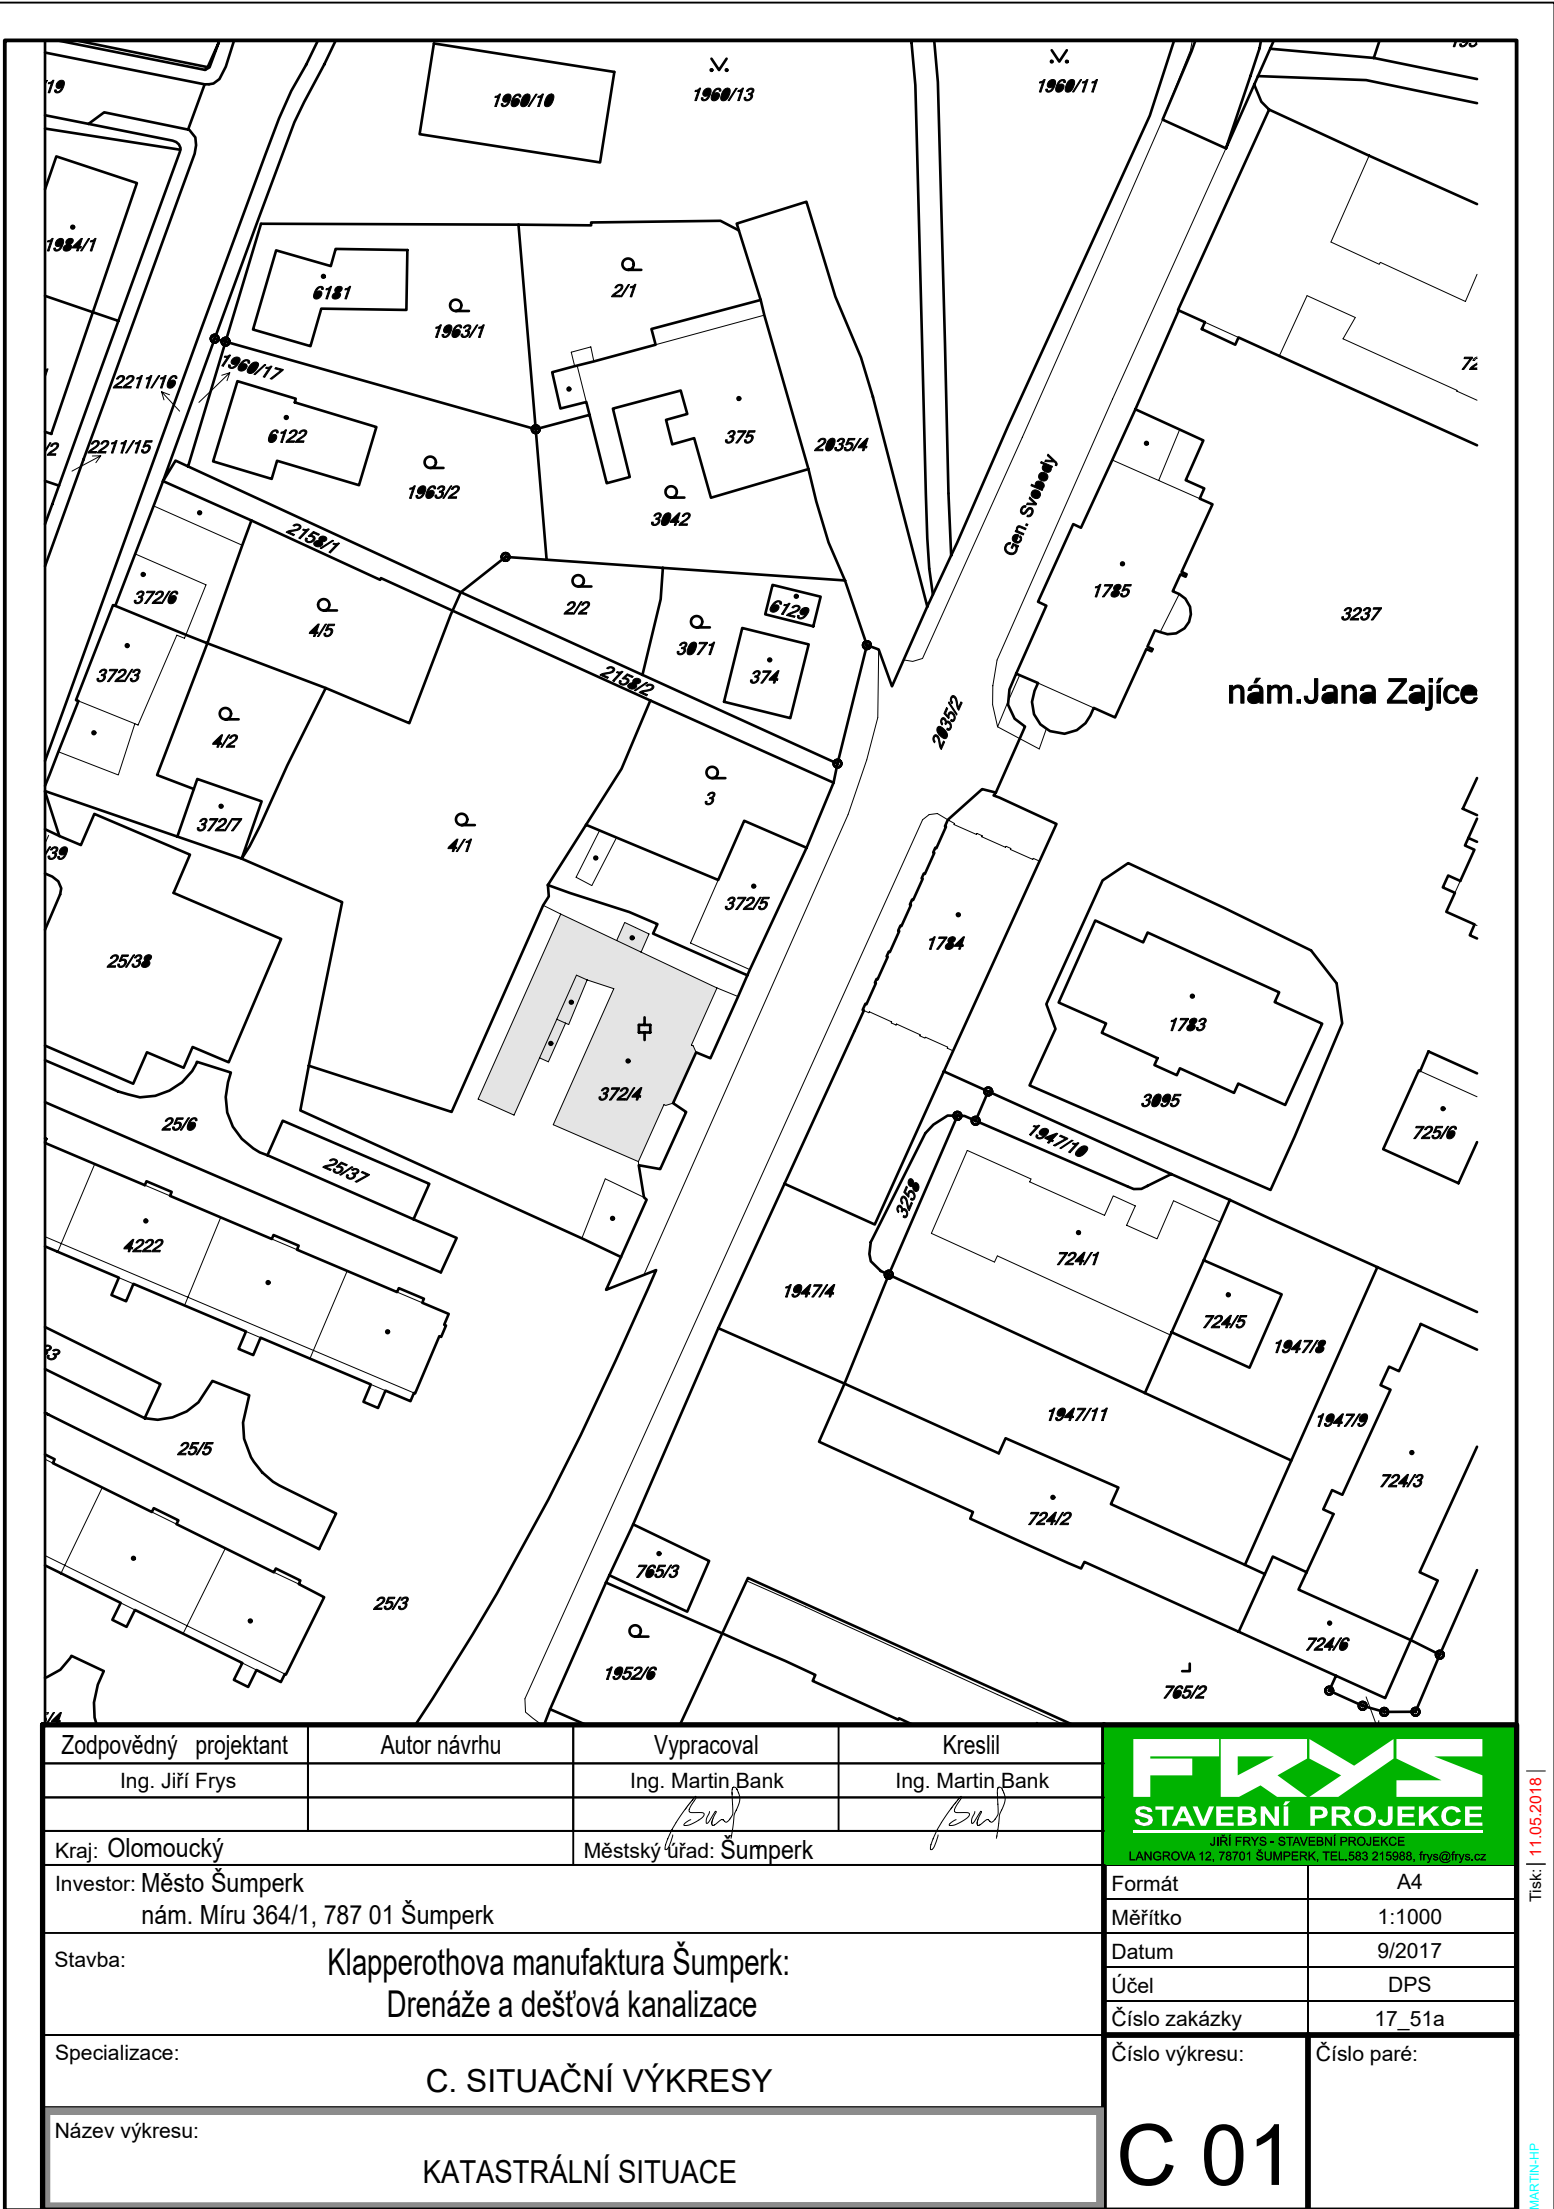 1960/10
1960/13
1960/11
1984/1
6181
1963/1
2/1
2211/16
1960/17
2211/15
6122
1963/2
375
2035/4
3042
Gen. Svobody
2158/1
372/6
4/5
2/2
6129
3071
374
1785
3237
372/3
2158/2
nám.Jana Zajíce
4/2
2035/2
3
372/7
4/1
372/5
25/38
1784
1783
372/4
3095
25/6
1947/10
725/6
25/37
3258
4222
724/1
1947/4
724/5
1947/8
1947/11
1947/9
25/5
724/3
724/2
765/3
25/3
724/6
1952/6
765/2
Zodpovědný projektant
Autor návrhu
Vypracoval
Kreslil
Ing. Jiří Frys
Ing. Martin Bank
Ing. Martin Bank
Kraj: Olomoucký
Městský úřad: Šumperk
FRYS
STAVEBNÍ PROJEKCE
JIŘÍ FRYS - STAVEBNÍ PROJEKCE
LANGROVA 12, 78701 ŠUMPERK, TEL.583 215988, frys@frys.cz
Investor: Město Šumperk
nám. Míru 364/1, 787 01 Šumperk
Formát A4
Měřítko 1:1000
Datum 9/2017
Účel DPS
Číslo zakázky 17_51a
Stavba: Klapperothova manufaktura Šumperk:
Drenáže a dešťová kanalizace
Specializace:
C. SITUAČNÍ VÝKRESY
Číslo výkresu:
C 01
Číslo paré:
Název výkresu:
KATASTRÁLNÍ SITUACE
Tisk: 11.05.2018
MARTIN-HP